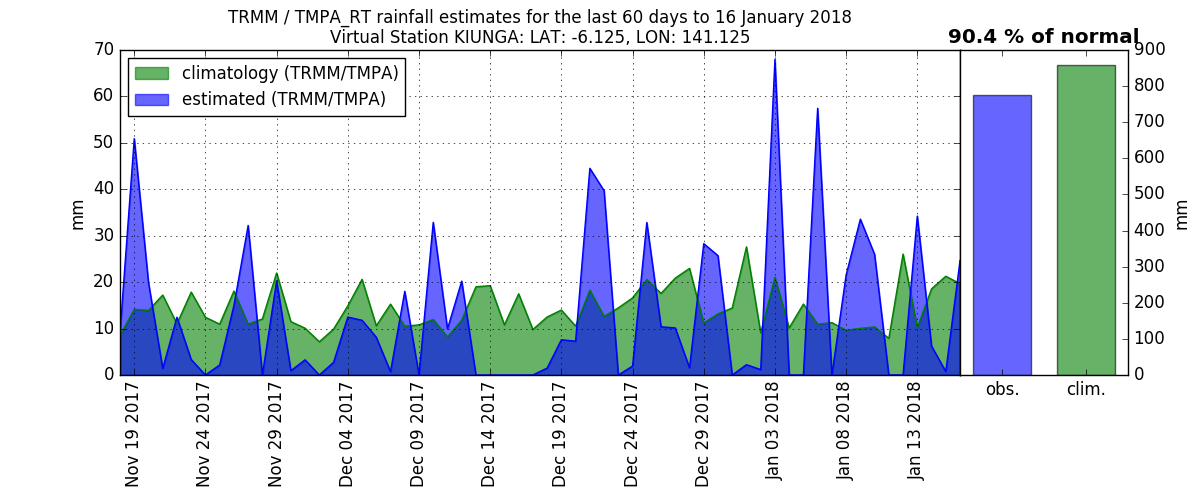 TRMM / TMPA_RT rainfall estimates for the last 60 days to 16 January 2018
Virtual Station KIUNGA: LAT: -6.125, LON: 141.125
90.4 % of normal
climatology (TRMM/TMPA)
estimated (TRMM/TMPA)
mm
70
60
50
40
30
20
10
0
Nov 19 2017
Nov 24 2017
Nov 29 2017
Dec 04 2017
Dec 09 2017
Dec 14 2017
Dec 19 2017
Dec 24 2017
Dec 29 2017
Jan 03 2018
Jan 08 2018
Jan 13 2018
obs.
clim.
900
800
700
600
500
400
300
200
100
0
mm